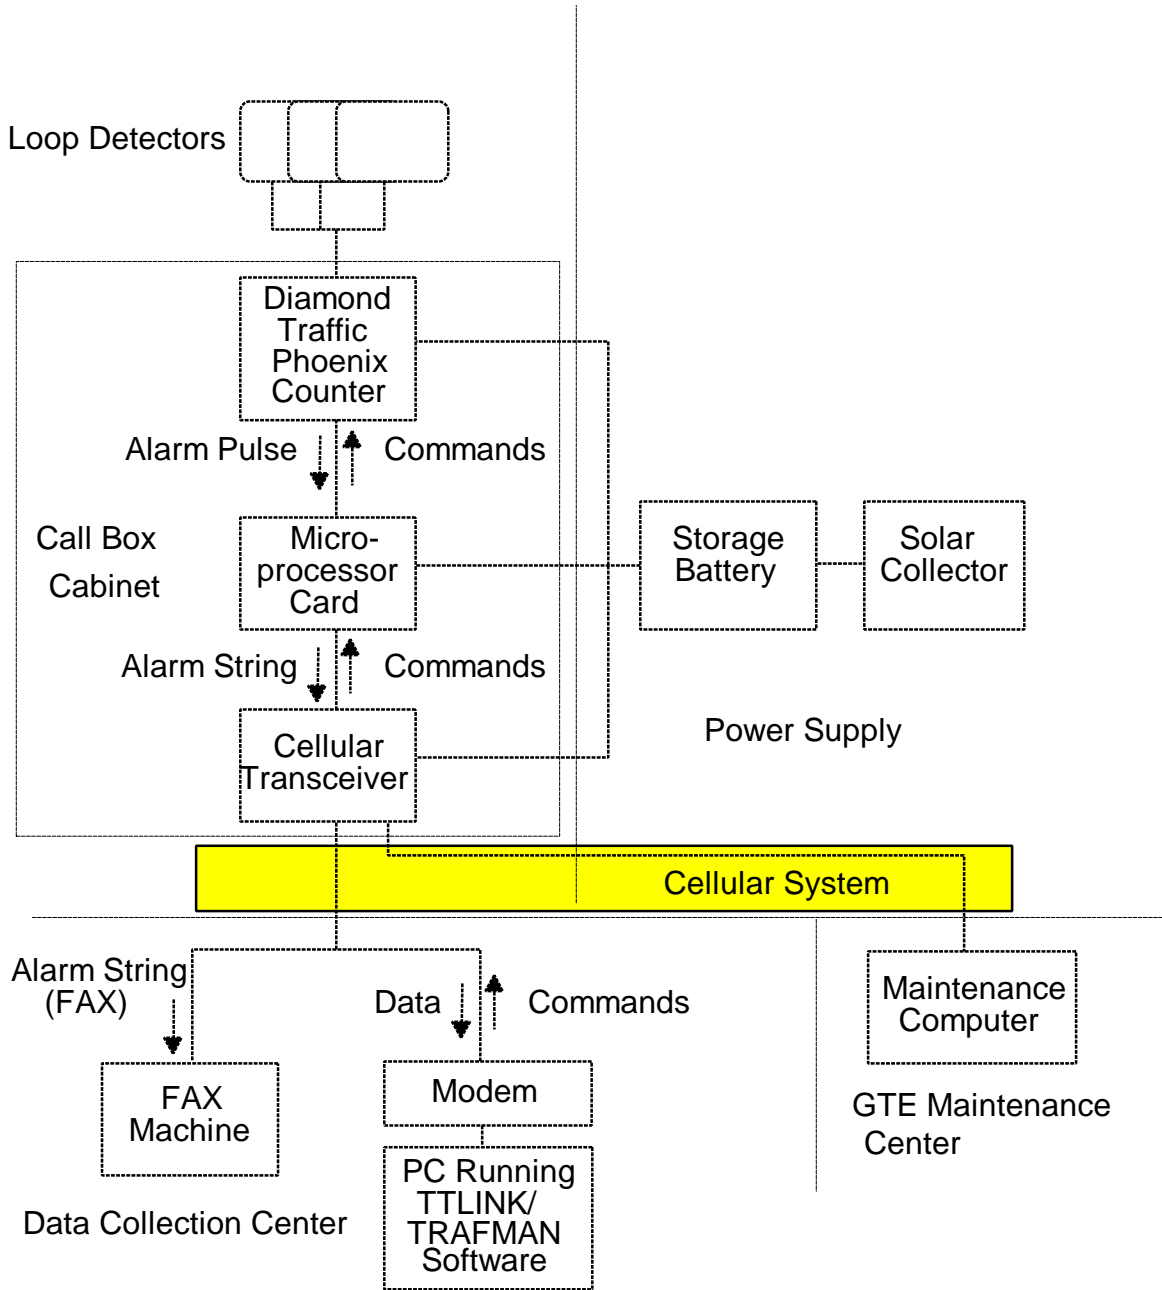 Loop Detectors
Diamond
Traffic
Phoenix
Counter
Alarm Pulse
Commands
Call Box
Cabinet
Micro-
processor
Card
Storage
Battery
Solar
Collector
Alarm String
Commands
Power Supply
Cellular
Transceiver
Cellular System
Alarm String
(FAX)
Data
Commands
Maintenance
Computer
FAX
Machine
Modem
GTE Maintenance
Center
PC Running
TTLINK/
TRAFMAN
Software
Data Collection Center